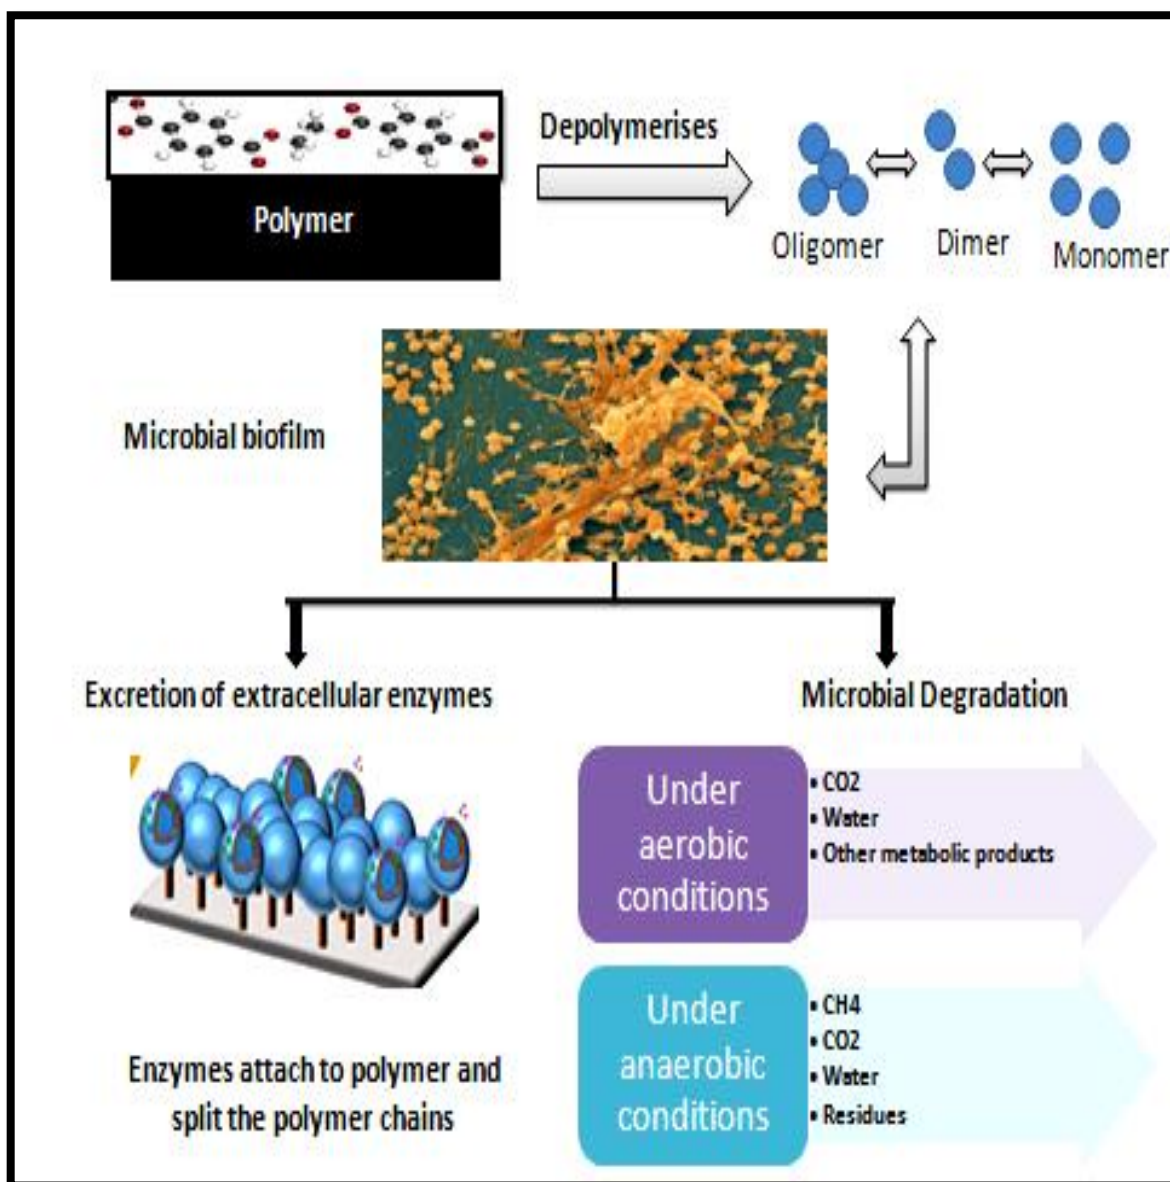 Depolymerises
Polymer
Oligomer
Dimer
Monomer
Microbial biofilm
Excretion of extracellular enzymes
Microbial Degradation
Under
aerobic
conditions
• CO2
• Water
• Other metabolic products
Under
anaerobic
conditions
• CH4
• CO2
• Water
• Residues
Enzymes attach to polymer and
split the polymer chains